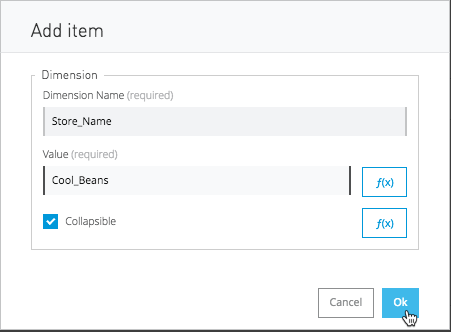 Add item
Dimension
Dimension Name (required)
Store_Name
Value (required)
Cool_Beans
ƒ(x)
Collapsible
ƒ(x)
Cancel
Ok